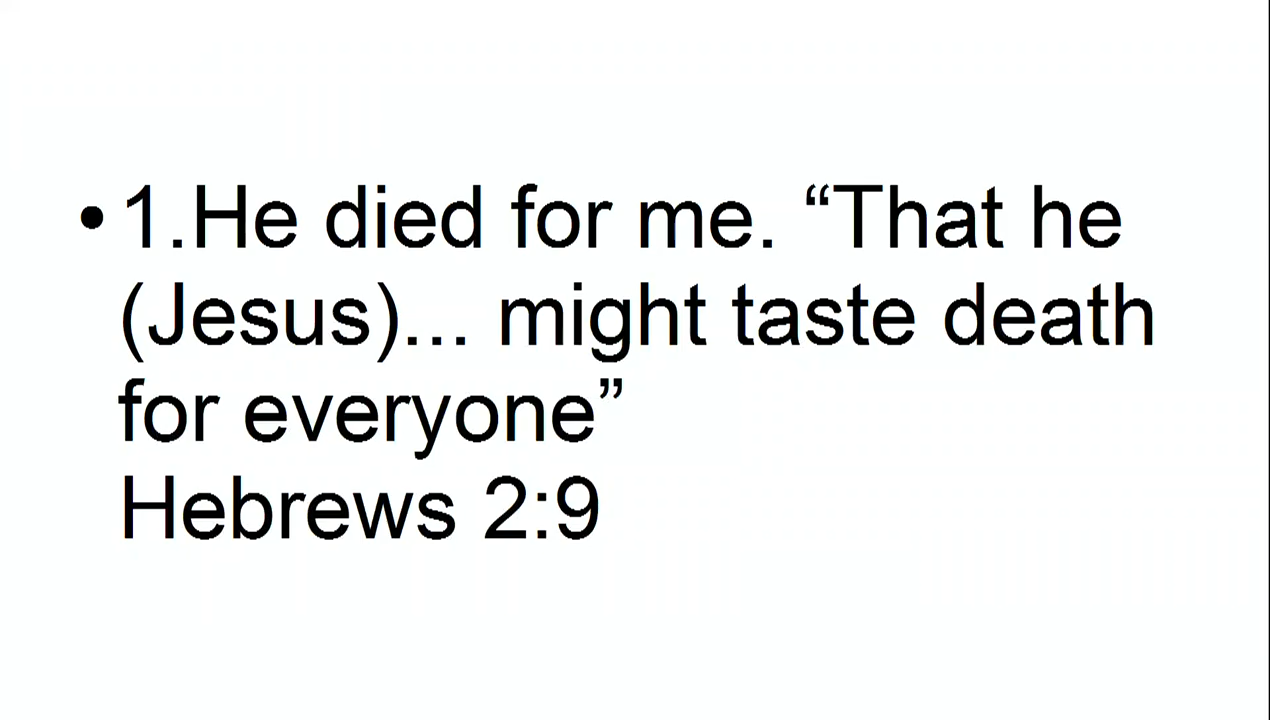 • 1.He died for me. “That he
(Jesus)... might taste death
for everyone”
Hebrews 2:9